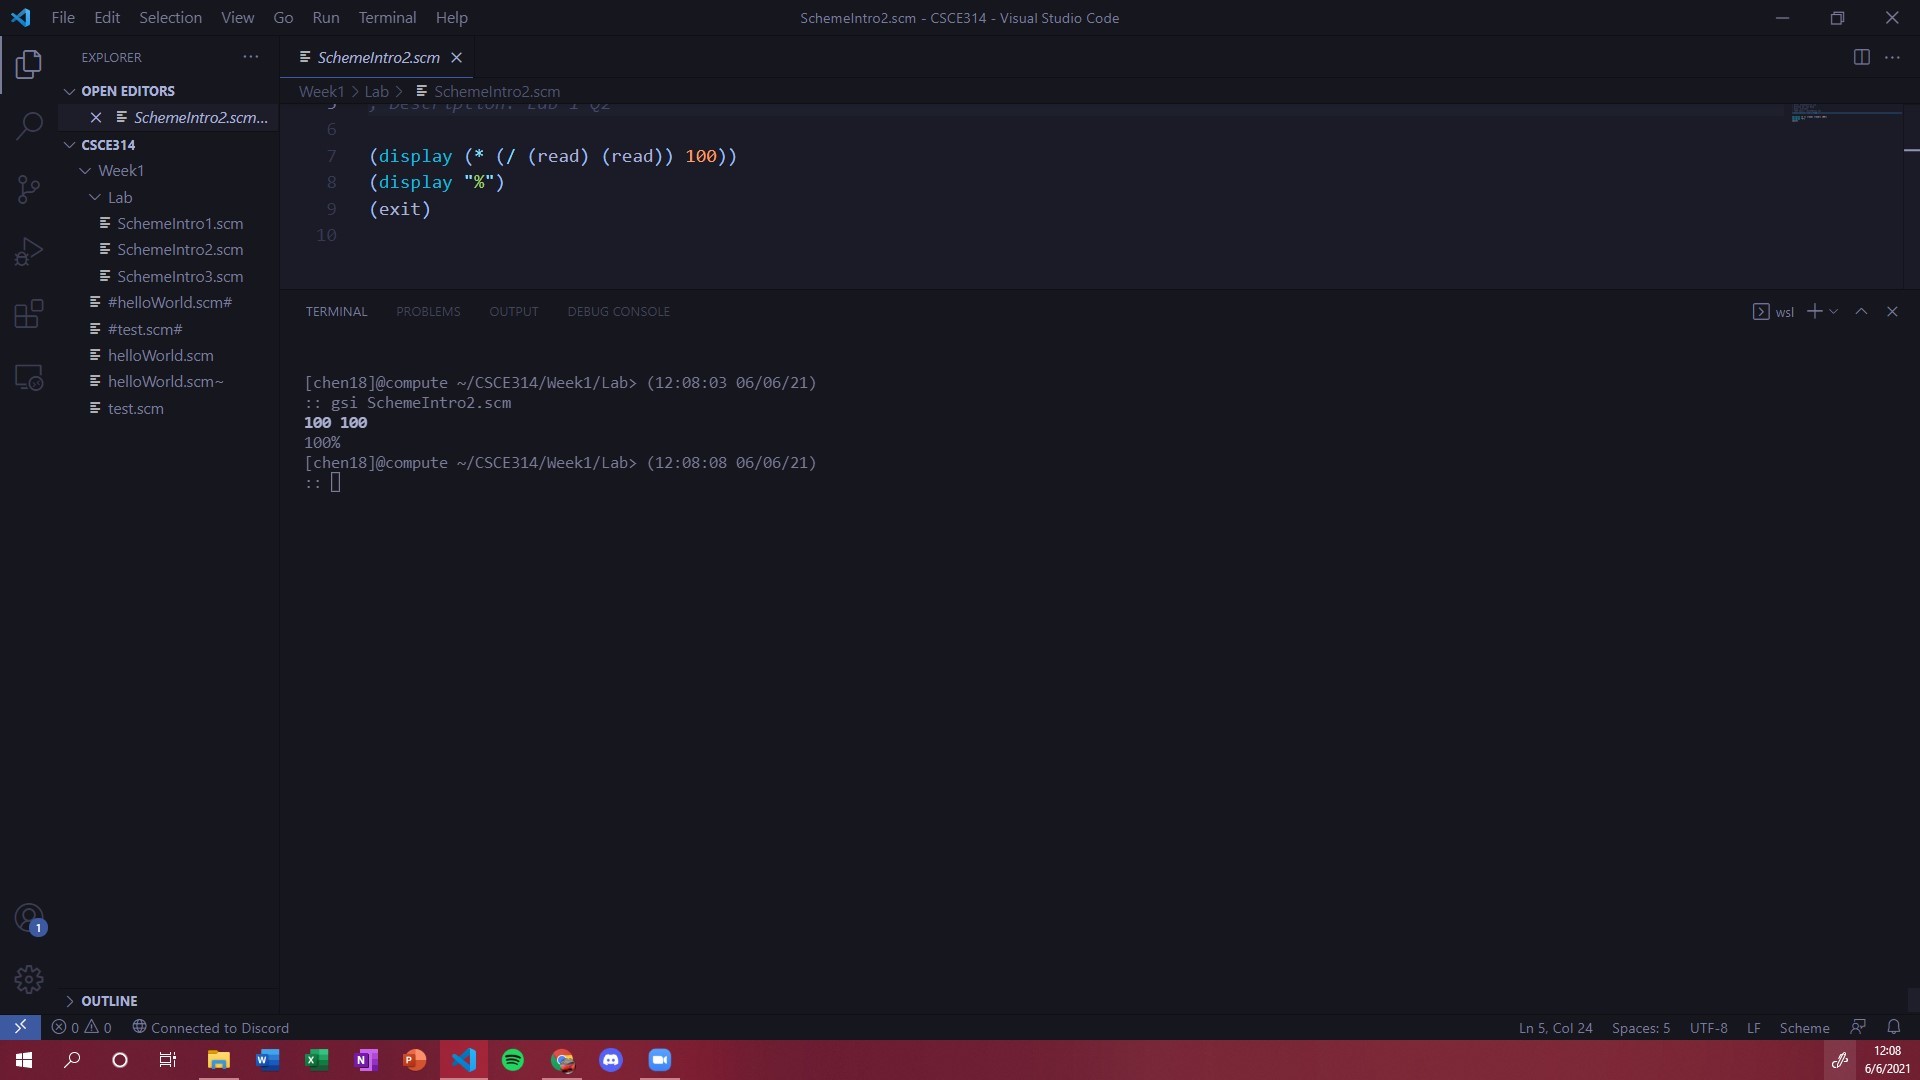 File Edit Selection View Go Run Terminal Help
SchemeIntro2.scm - CSCE314 - Visual Studio Code
EXPLORER
OPEN EDITORS
SchemeIntro2.scm...
CSCE314
Week1
Lab
SchemeIntro1.scm
SchemeIntro2.scm
SchemeIntro3.scm
#helloWorld.scm#
#test.scm#
helloWorld.scm
helloWorld.scm~
test.scm
OUTLINE
SchemeIntro2.scm
Week1 > Lab > SchemeIntro2.scm
5 ; Description: Lab 1 Q2
6
7 (display (* (/ (read) (read)) 100))
8 (display "%")
9 (exit)
10
TERMINAL PROBLEMS OUTPUT DEBUG CONSOLE
wsl
[chen18]@compute ~/CSCE314/Week1/Lab> (12:08:03 06/06/21)
:: gsi SchemeIntro2.scm
100 100
100%
[chen18]@compute ~/CSCE314/Week1/Lab> (12:08:08 06/06/21)
::
1
0 0 Connected to Discord
Ln 5, Col 24 Spaces: 5 UTF-8 LF Scheme
12:08
6/6/2021